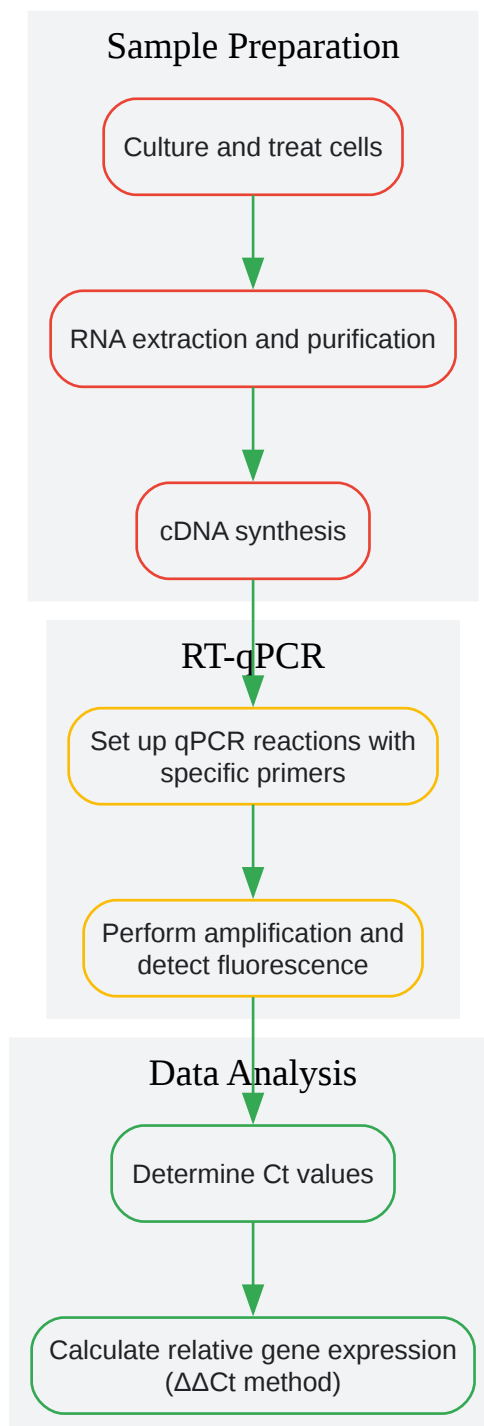 Sample Preparation
Culture and treat cells
RNA extraction and purification
cDNA synthesis
RT-qPCR
Set up qPCR reactions with
specific primers
Perform amplification and
detect fluorescence
Data Analysis
Determine Ct values
Calculate relative gene expression
(ΔΔCt method)